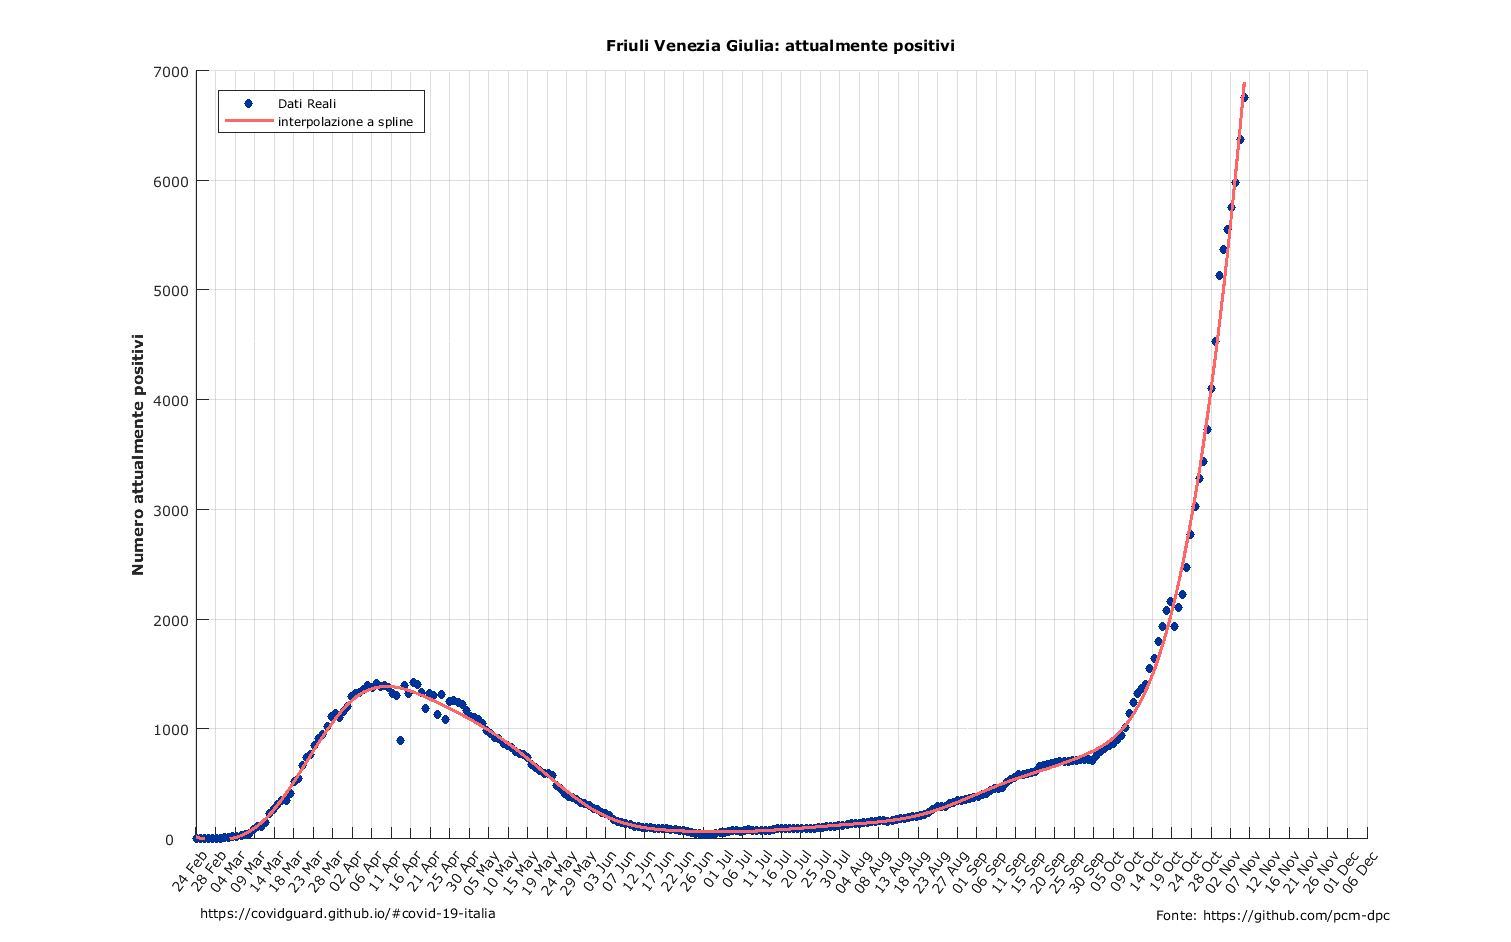 Friuli Venezia Giulia: attualmente positivi
Dati Reali
interpolazione a spline
Numero attualmente positivi
7000
6000
5000
4000
3000
2000
1000
0
24 Feb
28 Feb
04 Mar
09 Mar
14 Mar
18 Mar
23 Mar
28 Mar
02 Apr
06 Apr
11 Apr
16 Apr
21 Apr
25 Apr
30 Apr
05 May
10 May
15 May
19 May
24 May
29 May
03 Jun
07 Jun
12 Jun
17 Jun
22 Jun
26 Jun
01 Jul
06 Jul
11 Jul
16 Jul
20 Jul
25 Jul
30 Jul
04 Aug
08 Aug
13 Aug
18 Aug
23 Aug
27 Aug
01 Sep
06 Sep
11 Sep
15 Sep
20 Sep
25 Sep
30 Sep
05 Oct
09 Oct
14 Oct
19 Oct
24 Oct
28 Oct
02 Nov
07 Nov
12 Nov
16 Nov
21 Nov
26 Nov
01 Dec
06 Dec
https://covidguard.github.io/#covid-19-italia
Fonte: https://github.com/pcm-dpc